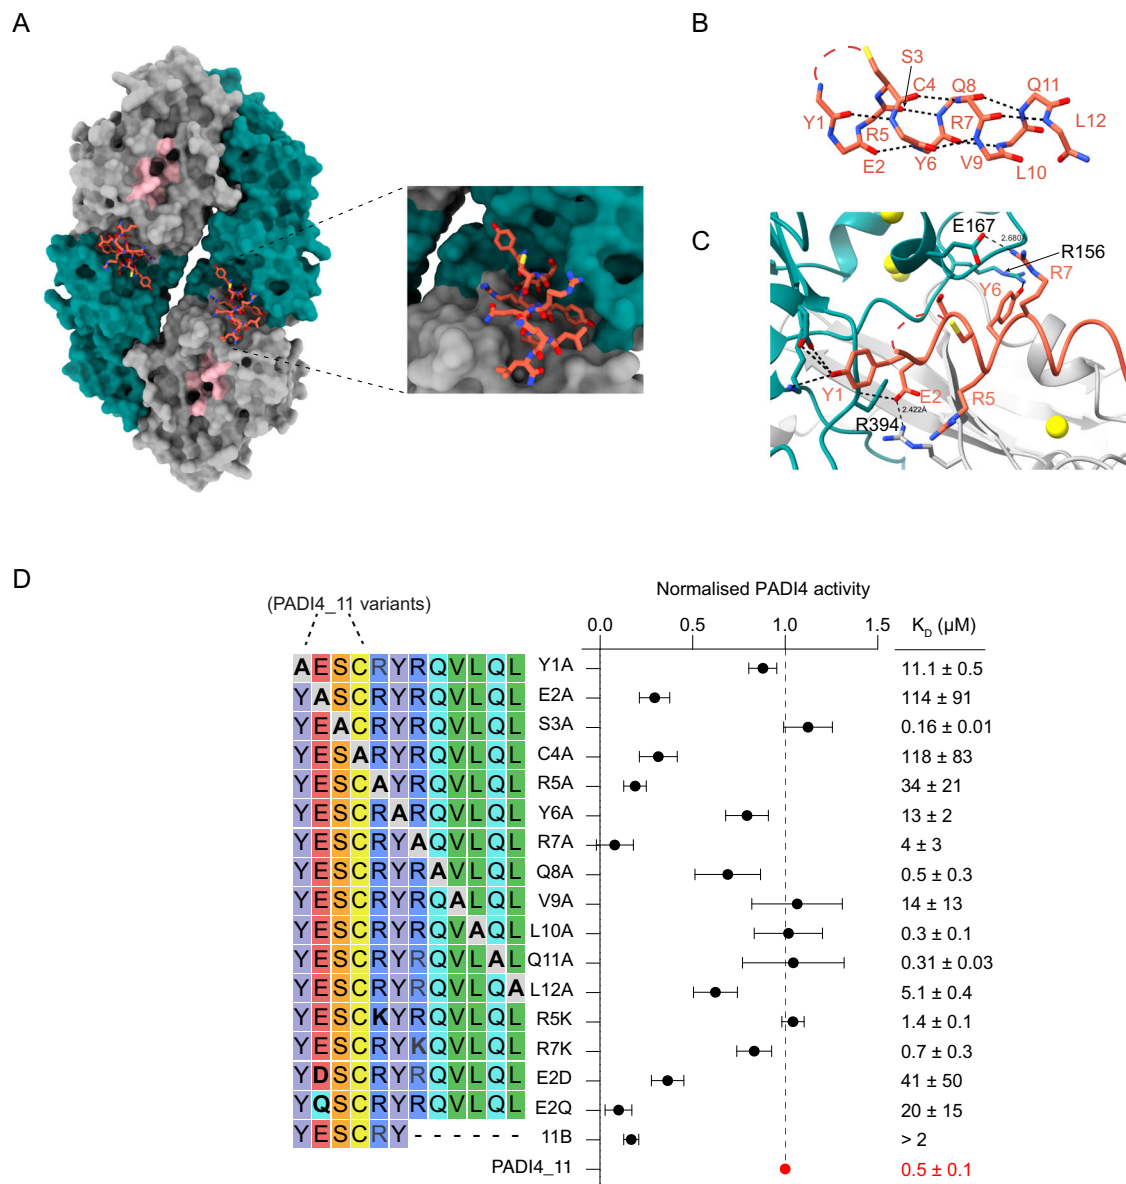 A
B
S3
C4
Q8
Q11
Y1
R5
R7
L12
E2
Y6
V9
L10
C
E167
2.680Å
R156
R7
Y6
Y1
E2
R5
2.422Å
R394
D
(PADI4_11 variants)
Normalised PADI4 activity
0.0 0.5 1.0 1.5 K_D (µM)
AESCRYRQVLQL Y1A 11.1 ± 0.5
YASCRYRQVLQL E2A 114 ± 91
YEACRYRQVLQL S3A 0.16 ± 0.01
YESARYRQVLQL C4A 118 ± 83
YESCAYRQVLQL R5A 34 ± 21
YESCRARQVLQL Y6A 13 ± 2
YESCRYAQVLQL R7A 4 ± 3
YESCRYRAVLQL Q8A 0.5 ± 0.3
YESCRYRQALQL V9A 14 ± 13
YESCRYRQVAQL L10A 0.3 ± 0.1
YESCRYRQVLAL Q11A 0.31 ± 0.03
YESCRYRQVLQA L12A 5.1 ± 0.4
YESCKYRQVLQL R5K 1.4 ± 0.1
YESCRYKQVLQL R7K 0.7 ± 0.3
YDSCRYRQVLQL E2D 41 ± 50
YQSCRYRQVLQL E2Q 20 ± 15
YESCRY - - - - - - 11B > 2
PADI4_11 0.5 ± 0.1